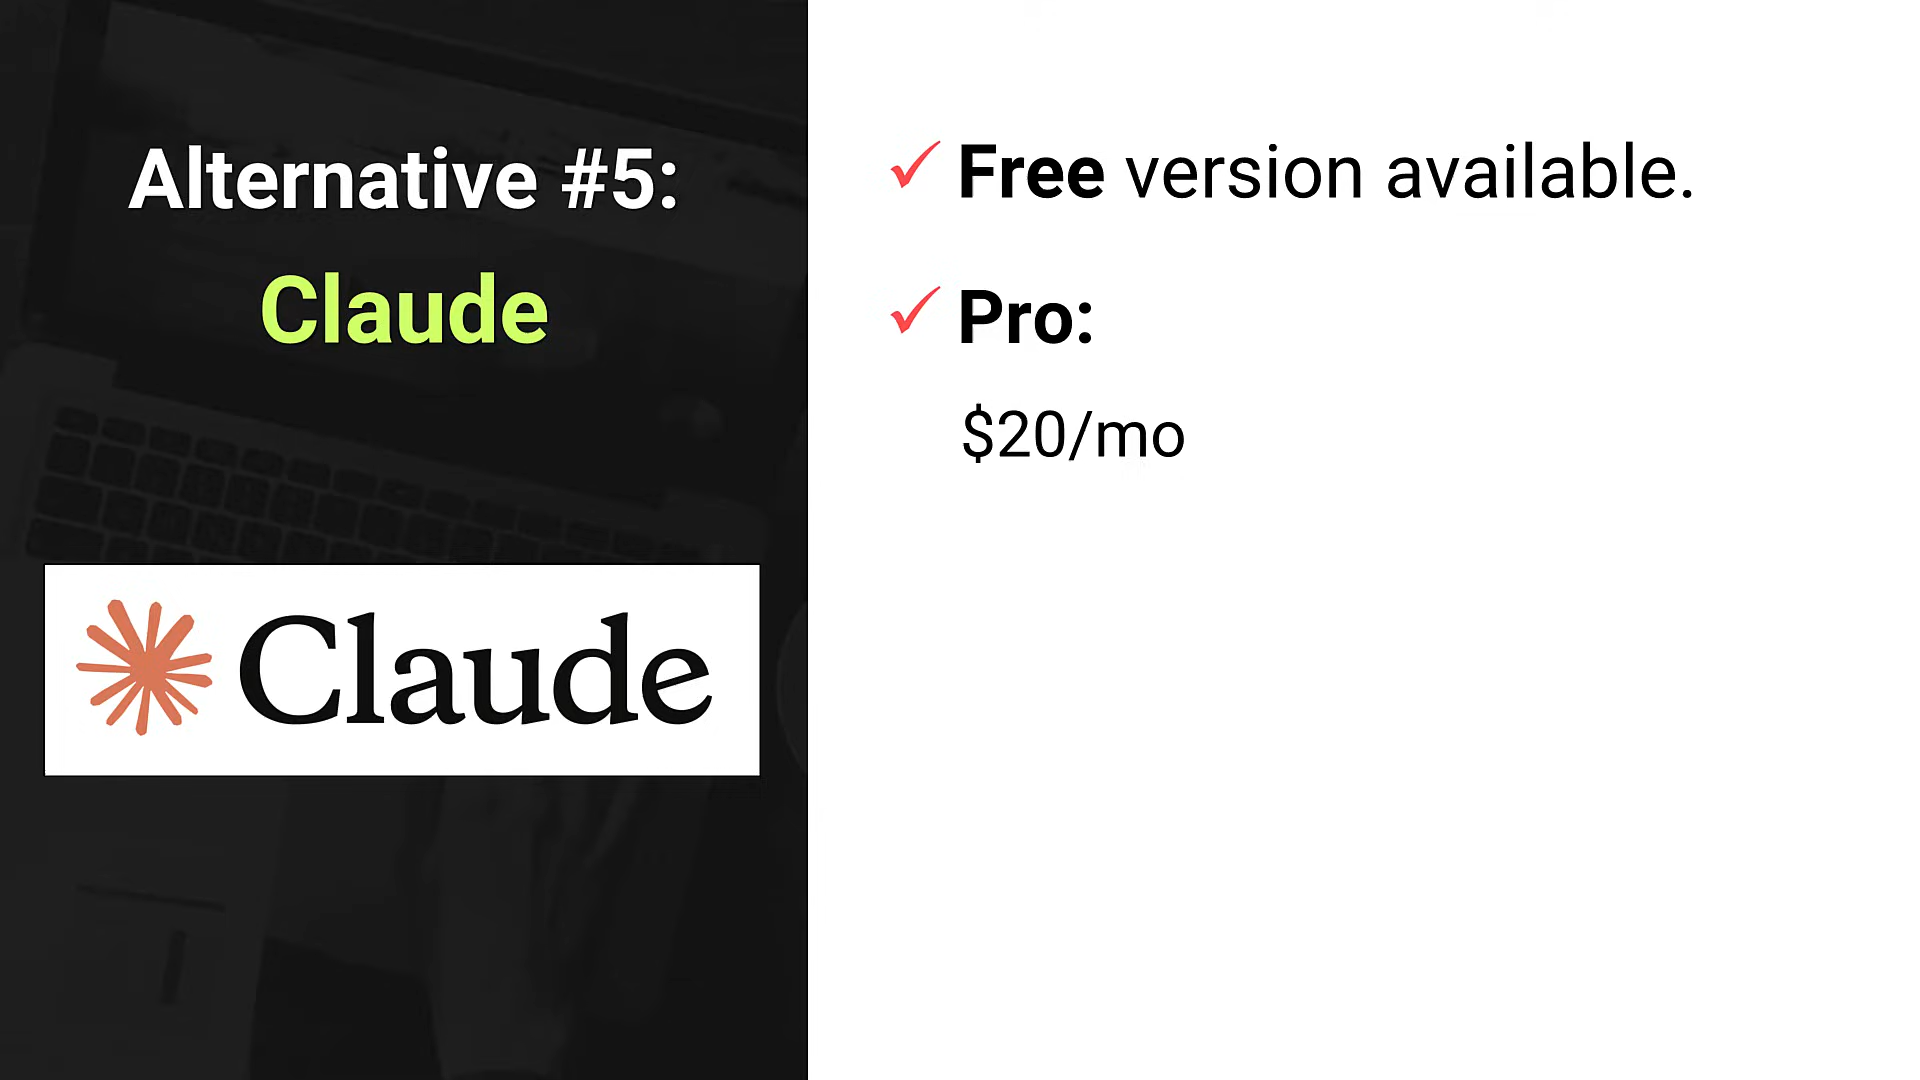 Alternative #5:
Claude
Claude
Free version available.
Pro:
$20/mo